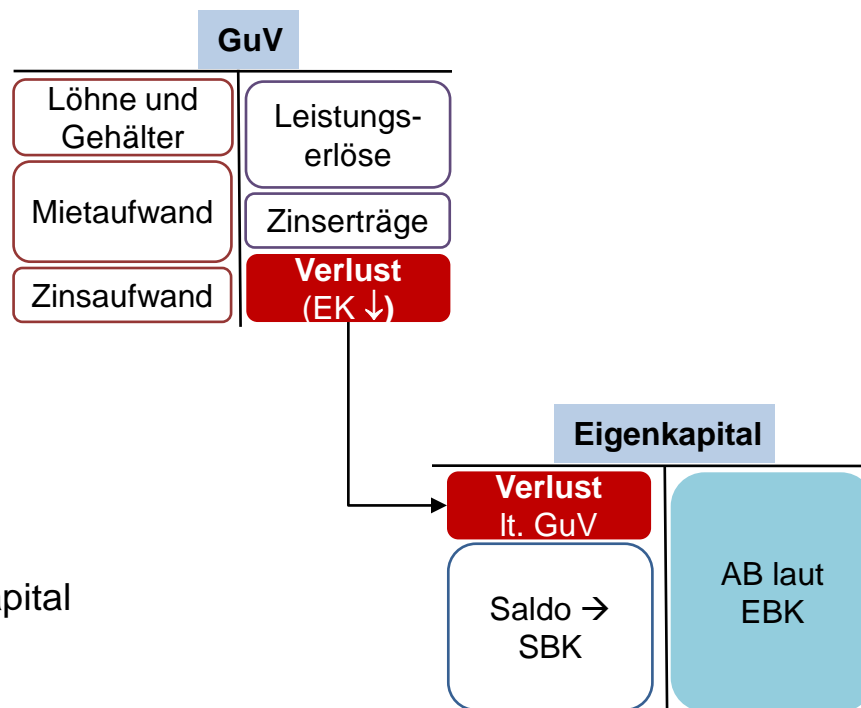 GuV
Löhne und
Gehälter
Mietaufwand
Zinsaufwand
Leistungs-
erlöse
Zinserträge
Verlust
(EK ↓)
Eigenkapital
Verlust
lt. GuV
Saldo →
SBK
AB laut
EBK
apital